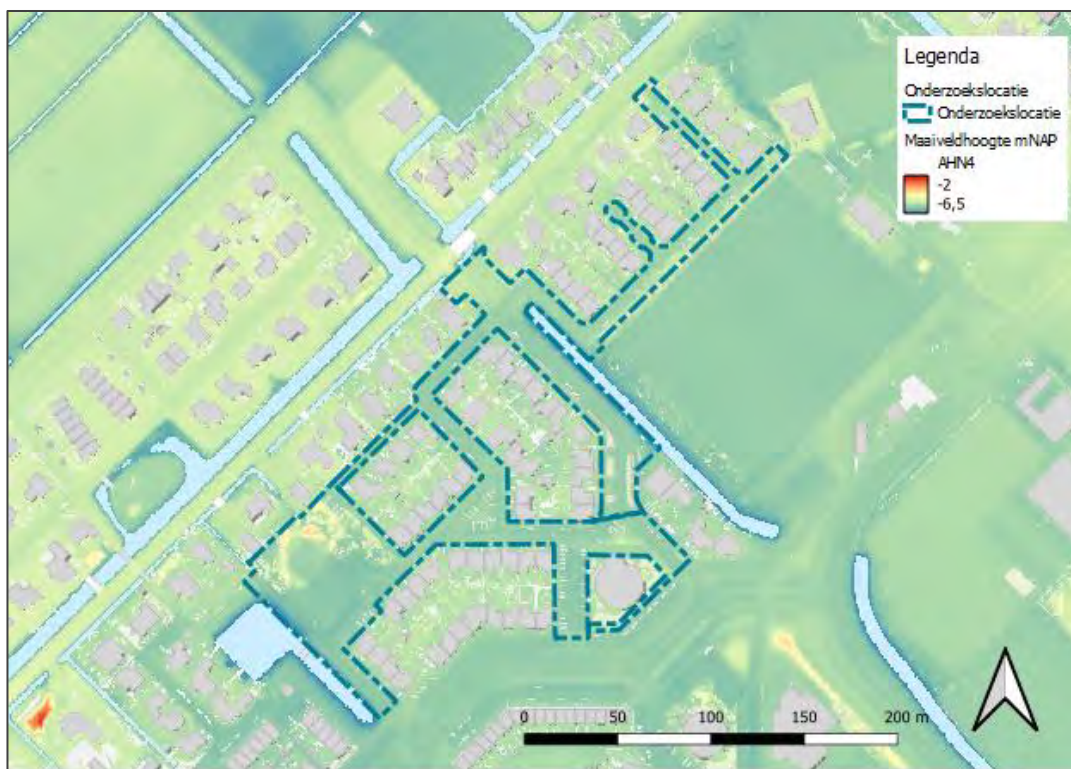 Legenda
Onderzoekslocatie
Onderzoekslocatie
Maaiveldhoogte mNAP
AHN4
-2
-6,5
0 50 100 150 200 m